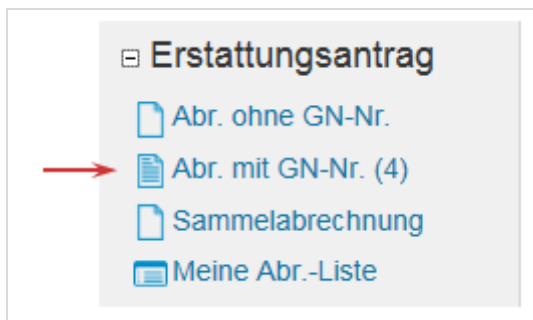 Erstattungsantrag
Abr. ohne GN-Nr.
Abr. mit GN-Nr. (4)
Sammelabrechnung
Meine Abr.-Liste